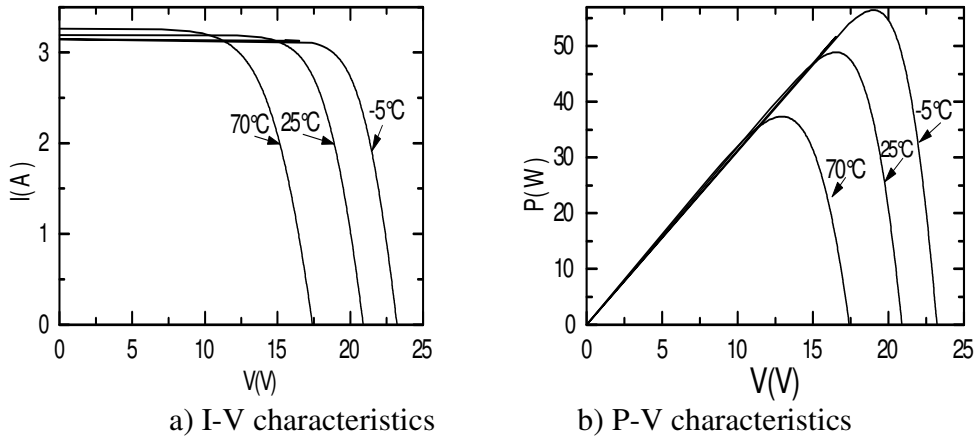 3
2
1
0
I(A)
70°C
25°C
-5°C
0 5 10 15 20 25
V(V)
a) I-V characteristics
50
40
30
20
10
0
P(W)
70°C
25°C
-5°C
0 5 10 15 20 25
V(V)
b) P-V characteristics